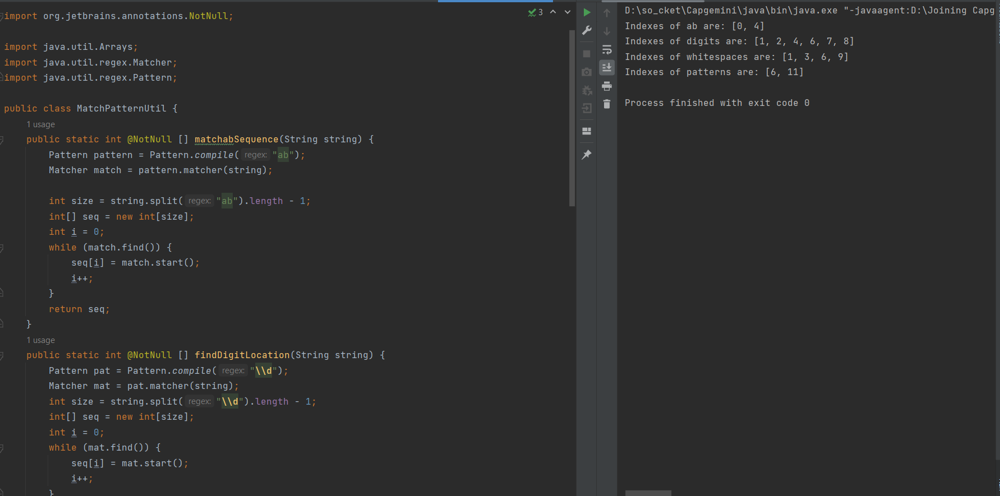 import org.jetbrains.annotations.NotNull;
import java.util.Arrays;
import java.util.regex.Matcher;
import java.util.regex.Pattern;
public class MatchPatternUtil {
1 usage
public static int @NotNull [] matchabSequence(String string) {
Pattern pattern = Pattern.compile( regex: "ab");
Matcher match = pattern.matcher(string);
int size = string.split( regex: "ab").length - 1;
int[] seq = new int[size];
int i = 0;
while (match.find()) {
seq[i] = match.start();
i++;
}
return seq;
}
1 usage
public static int @NotNull [] findDigitLocation(String string) {
Pattern pat = Pattern.compile( regex: "\\d");
Matcher mat = pat.matcher(string);
int size = string.split( regex: "\\d").length - 1;
int[] seq = new int[size];
int i = 0;
while (mat.find()) {
seq[i] = mat.start();
i++;
}
3
D:\so_cket\Capgemini\java\bin\java.exe "-javaagent:D:\Joining Capg
Indexes of ab are: [0, 4]
Indexes of digits are: [1, 2, 4, 6, 7, 8]
Indexes of whitespaces are: [1, 3, 6, 9]
Indexes of patterns are: [6, 11]
Process finished with exit code 0